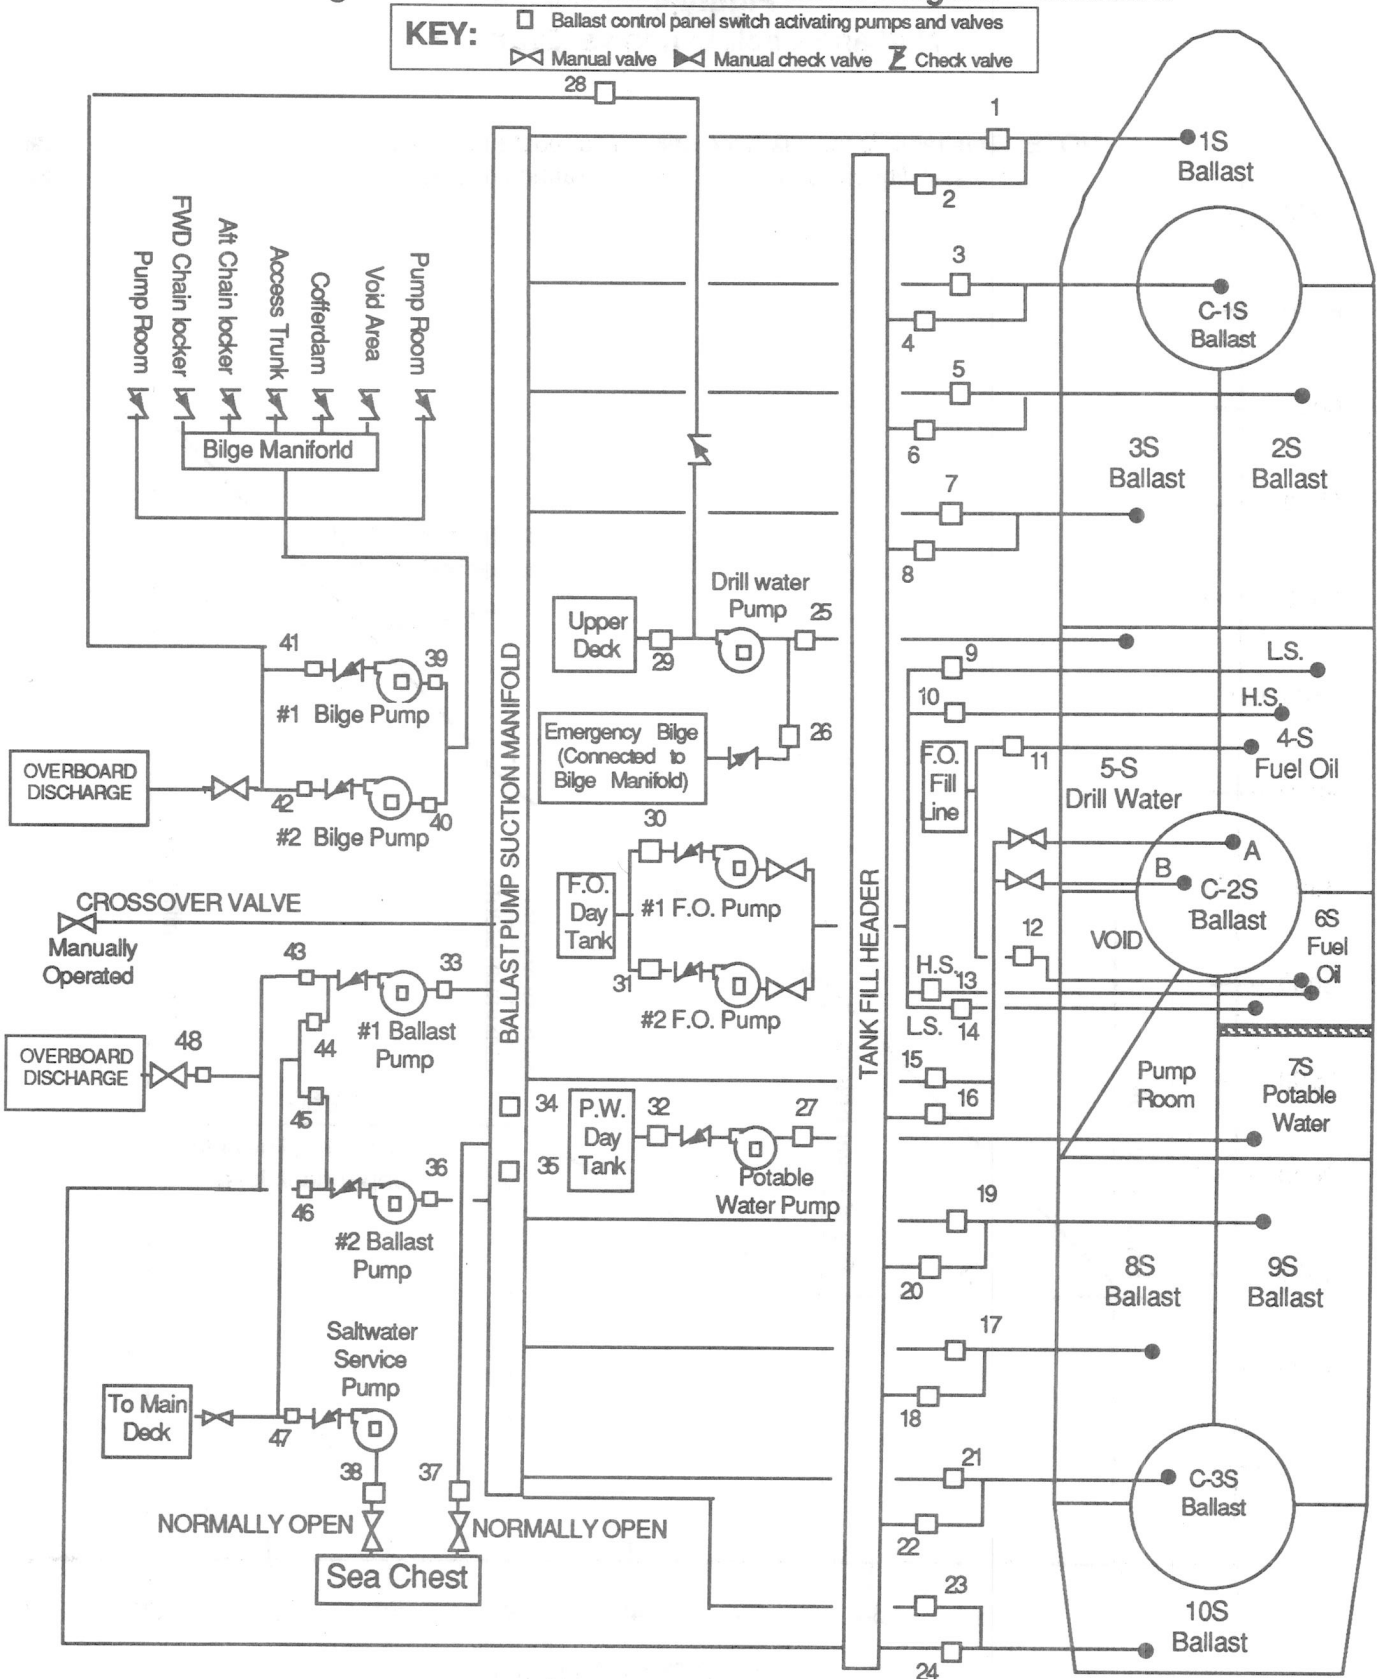 KEY:
Ballast control panel switch activating pumps and valves
Manual valve
Manual check valve
Check valve
28
1
1S
Ballast
2
3
C-1S
Ballast
4
5
6
3S
Ballast
2S
Ballast
7
8
Pump Room
FWD Chain locker
Aft Chain locker
Access Trunk
Cofferdam
Void Area
Pump Room
Bilge Maniforld
BALLAST PUMP SUCTION MANIFOLD
TANK FILL HEADER
Upper
Deck
29
Drill water
Pump
25
26
Emergency Bilge
(Connected to
Bilge Manifold)
41
39
#1 Bilge Pump
42
40
#2 Bilge Pump
OVERBOARD
DISCHARGE
9
L.S.
10
H.S.
4-S
Fuel Oil
11
F.O.
Fill
Line
5-S
Drill Water
A
B
C-2S
Ballast
VOID
12
6S
Fuel
Oil
H.S.
13
L.S.
14
30
#1 F.O. Pump
F.O.
Day
Tank
31
#2 F.O. Pump
CROSSOVER VALVE
Manually
Operated
43
33
#1 Ballast
Pump
44
OVERBOARD
DISCHARGE
48
45
46
36
#2 Ballast
Pump
34
35
P.W.
Day
Tank
32
27
Potable
Water Pump
15
16
Pump
Room
7S
Potable
Water
19
20
8S
Ballast
9S
Ballast
17
18
Saltwater
Service
Pump
To Main
Deck
47
38
37
NORMALLY OPEN
NORMALLY OPEN
Sea Chest
21
22
C-3S
Ballast
23
24
10S
Ballast